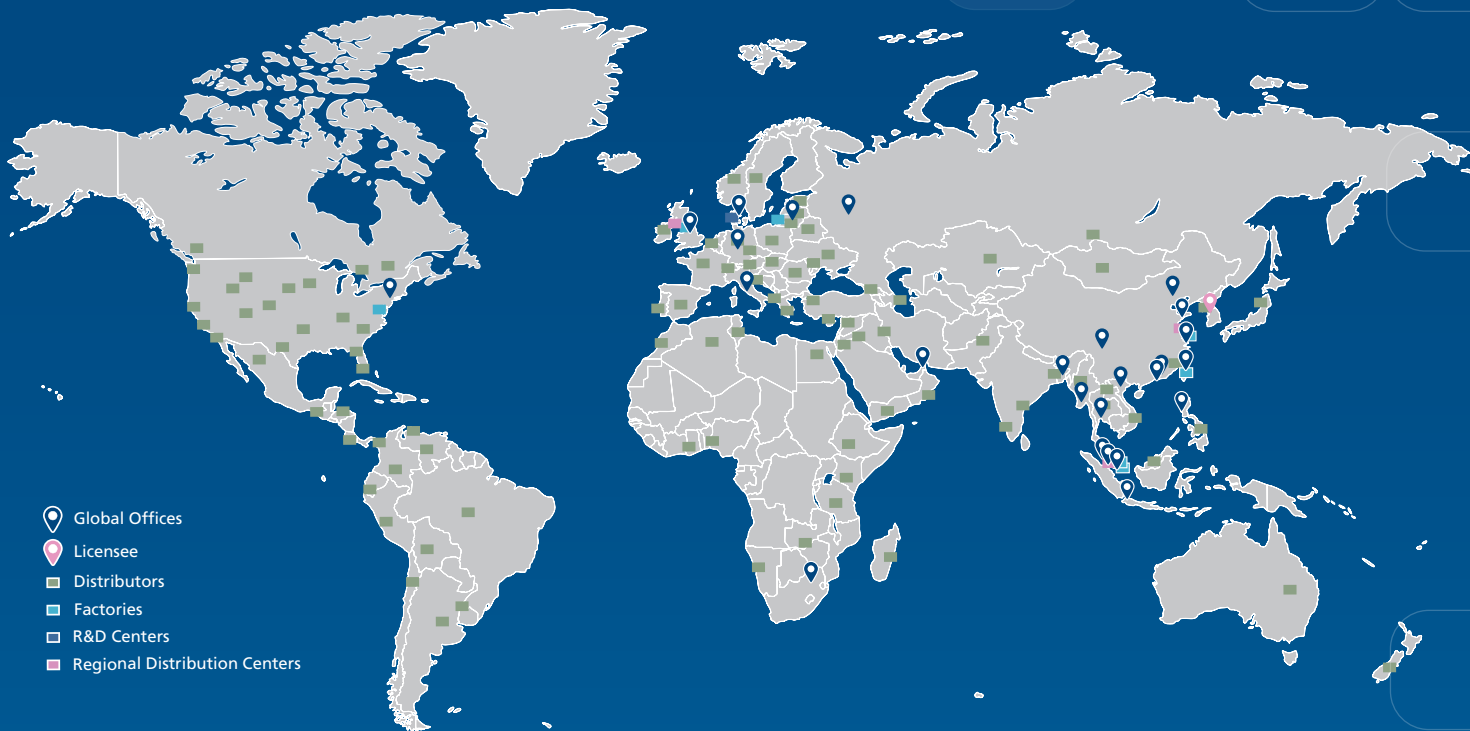 Global Offices
Licensee
Distributors
Factories
R&D Centers
Regional Distribution Centers